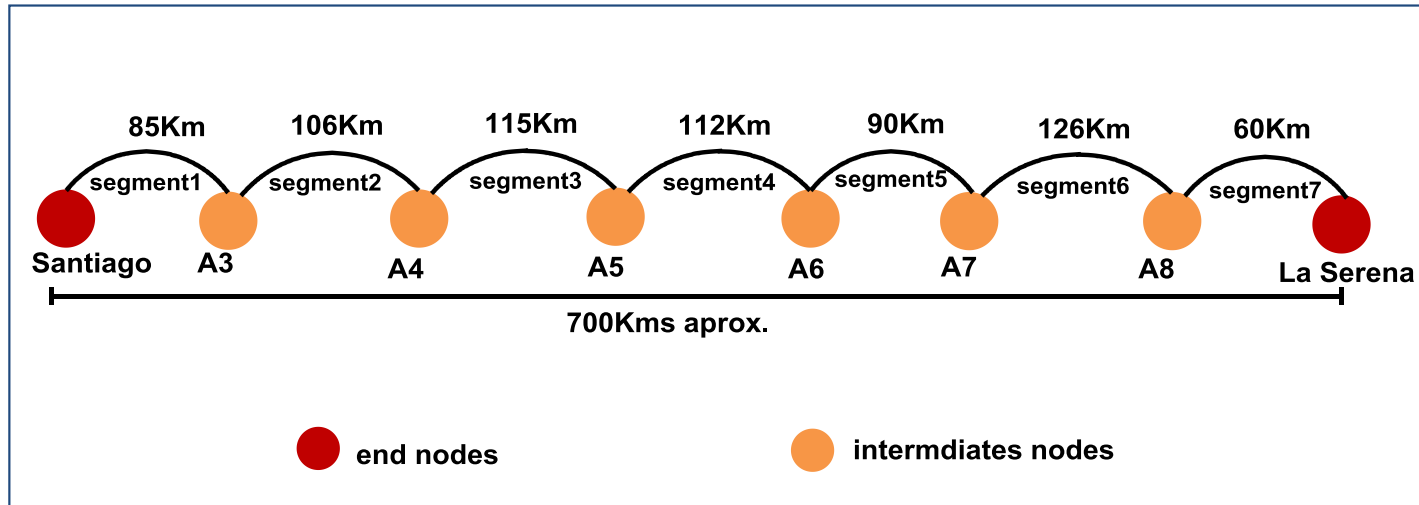 85Km 106Km 115Km 112Km 90Km 126Km 60Km
segment1 segment2 segment3 segment4 segment5 segment6 segment7
Santiago A3 A4 A5 A6 A7 A8 La Serena
700Kms aprox.
end nodes intermdiates nodes